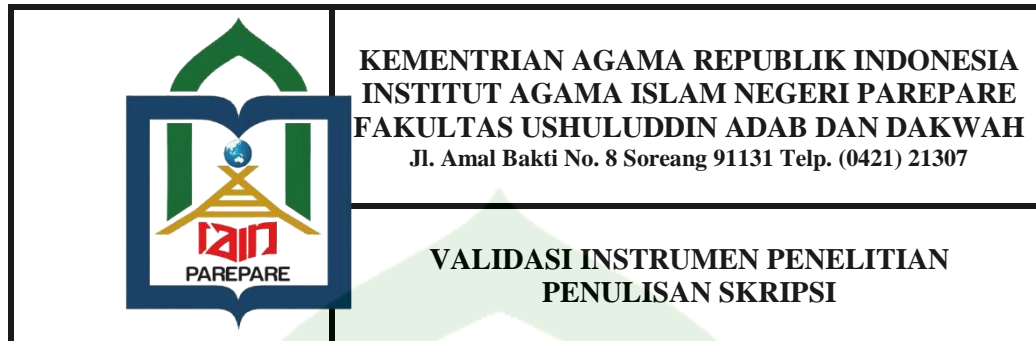 KEMENTRIAN AGAMA REPUBLIK INDONESIA
INSTITUT AGAMA ISLAM NEGERI PAREPARE
FAKULTAS USHULUDDIN ADAB DAN DAKWAH
Jl. Amal Bakti No. 8 Soreang 91131 Telp. (0421) 21307
iain
PAREPARE
VALIDASI INSTRUMEN PENELITIAN
PENULISAN SKRIPSI